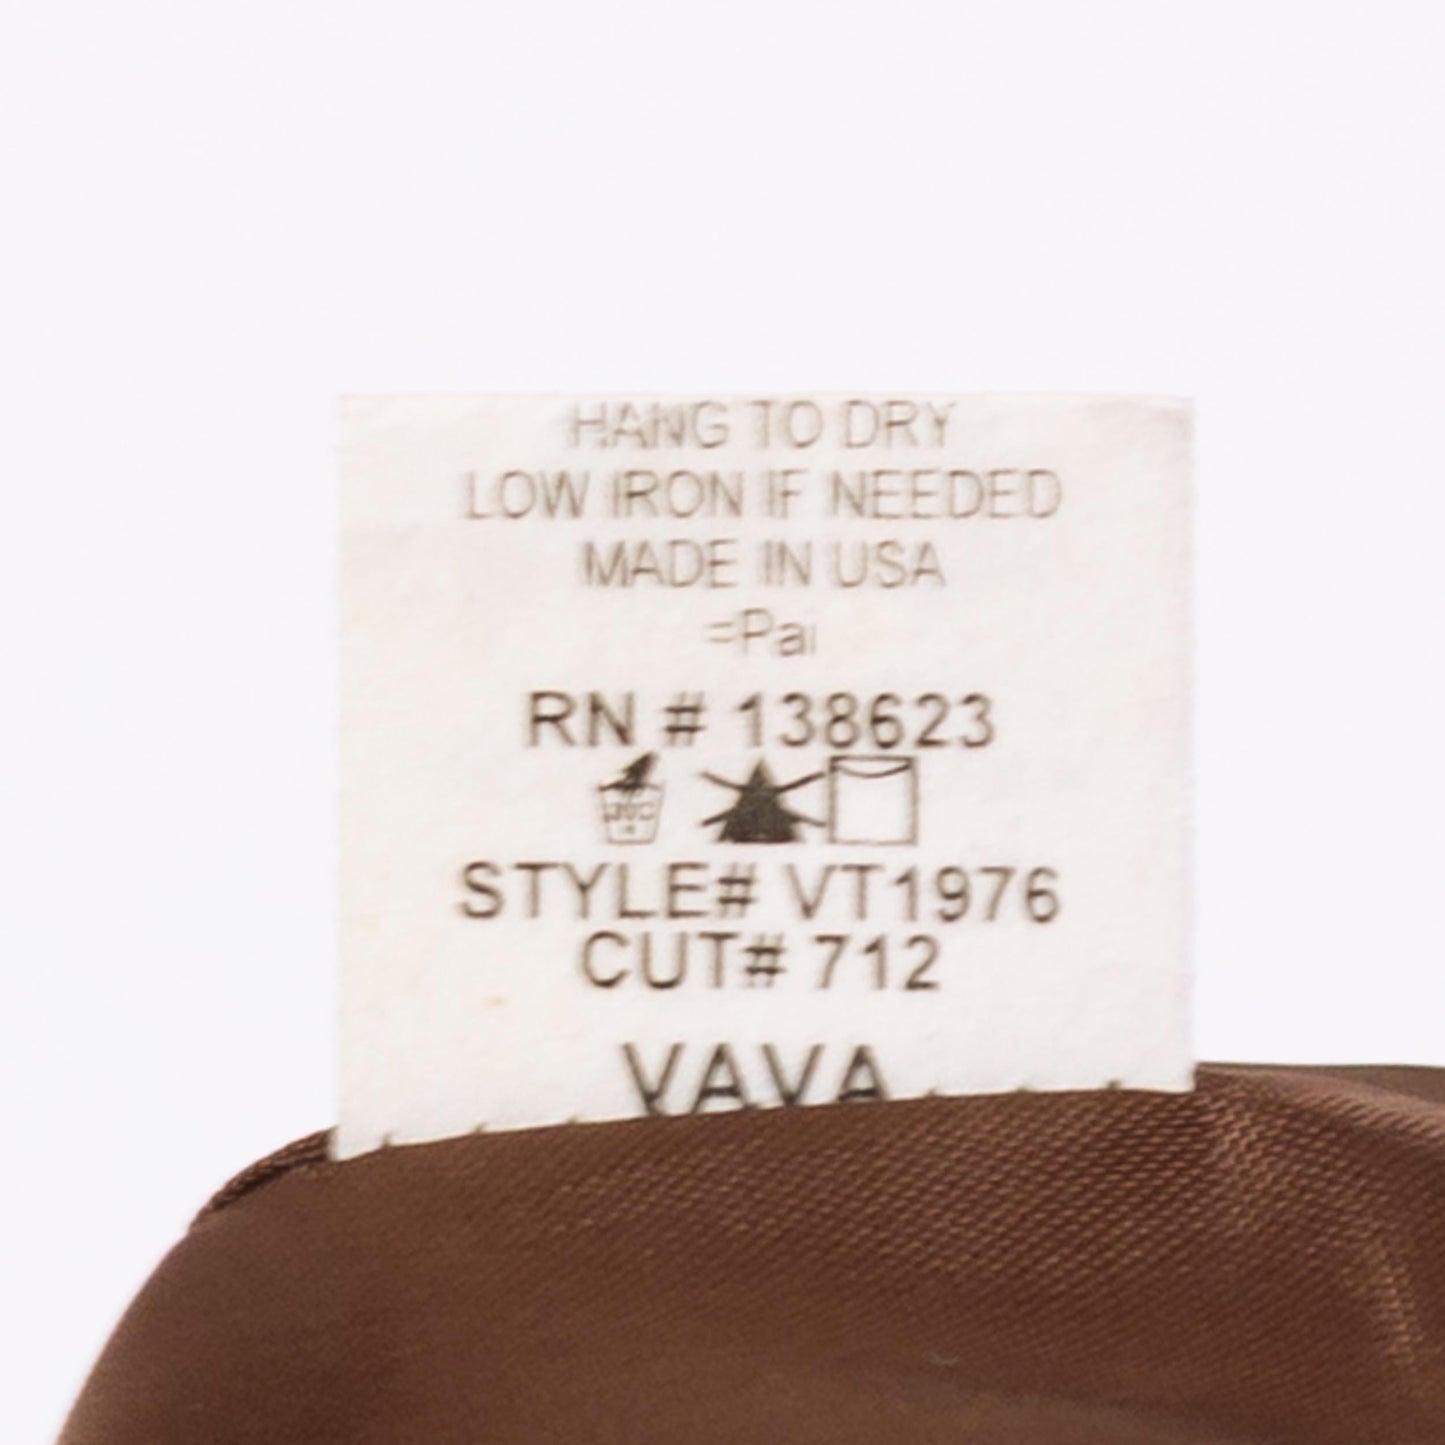 HANG TO DRY
LOW IRON IF NEEDED
MADE IN USA
=Pai
RN # 138623
STYLE# VT1976
CUT# 712
VAVA